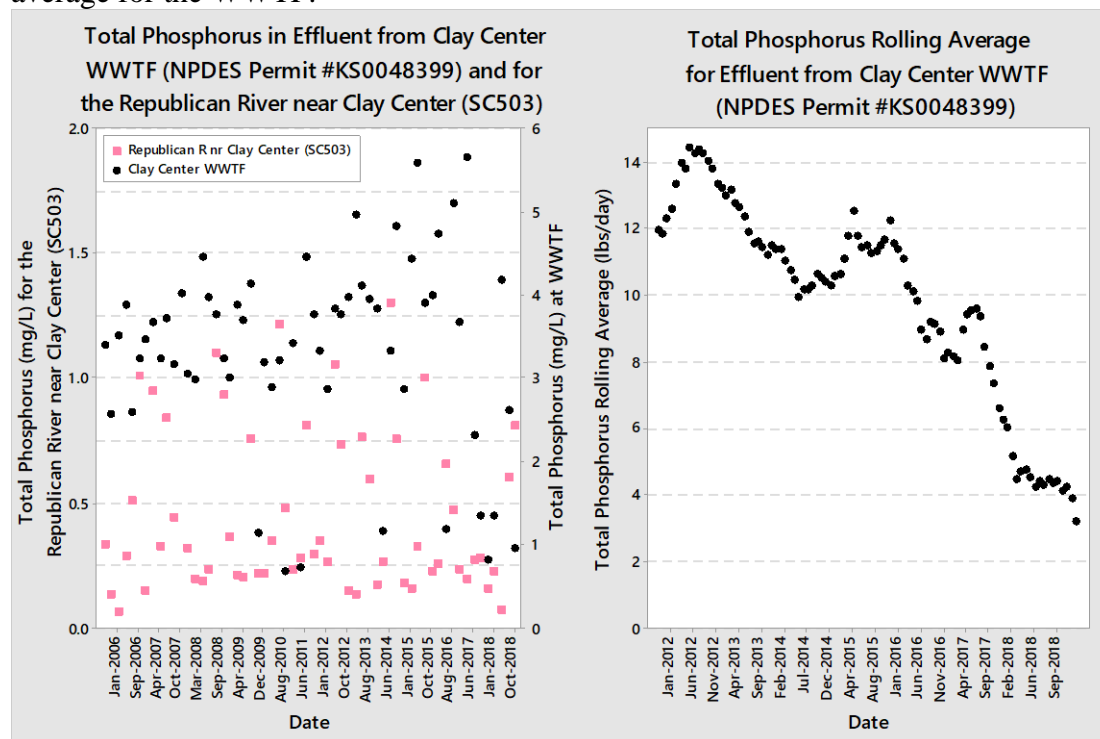 average for the WWTF.
Total Phosphorus in Effluent from Clay Center
WWTF (NPDES Permit #KS0048399) and for
the Republican River near Clay Center (SC503)
Republican R nr Clay Center (SC503)
Clay Center WWTF
Total Phosphorus (mg/L) for the
Republican River near Clay Center (SC503)
2.0
1.5
1.0
0.5
0.0
6
5
4
3
2
1
0
Total Phosphorus (mg/L) at WWTF
Jan-2006
Sep-2006
Apr-2007
Oct-2007
Mar-2008
Oct-2008
Apr-2009
Dec-2009
Aug-2010
Jun-2011
Jan-2012
Oct-2012
Jun-2013
Jun-2014
Jan-2015
Oct-2015
Aug-2016
Jun-2017
Jan-2018
Oct-2018
Date
Total Phosphorus Rolling Average
for Effluent from Clay Center WWTF
(NPDES Permit #KS0048399)
Total Phosphorus Rolling Average (lbs/day)
14
12
10
8
6
4
2
0
Jan-2012
Jun-2012
Nov-2012
Apr-2013
Sep-2013
Feb-2014
Jul-2014
Dec-2014
Apr-2015
Aug-2015
Jan-2016
Jun-2016
Nov-2016
Apr-2017
Sep-2017
Feb-2018
Jun-2018
Sep-2018
Date